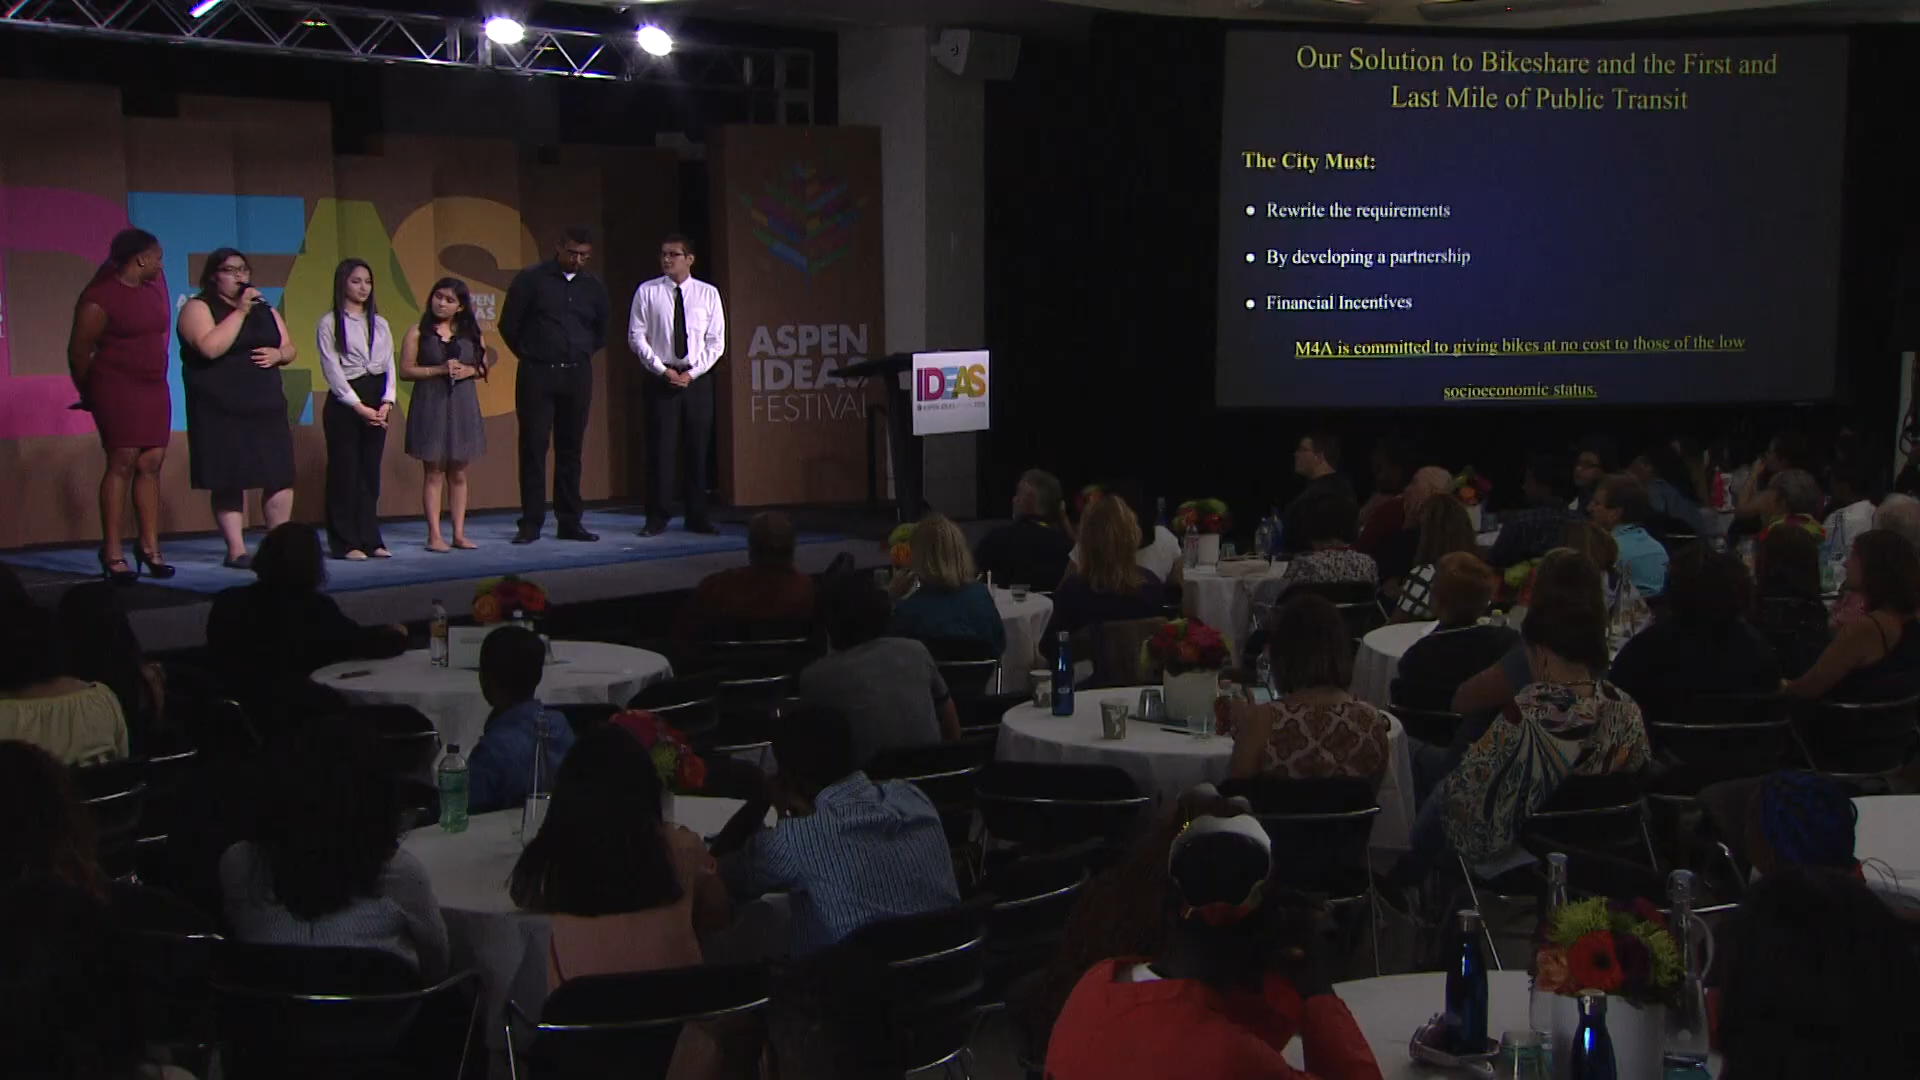 Our Solution to Bikeshare and the First and
Last Mile of Public Transit
The City Must:
● Rewrite the requirements
● By developing a partnership
● Financial Incentives
M4A is committed to giving bikes at no cost to those of the low
socioeconomic status.
IDEAS
ASPEN
IDEAS
FESTIVAL
IDEAS